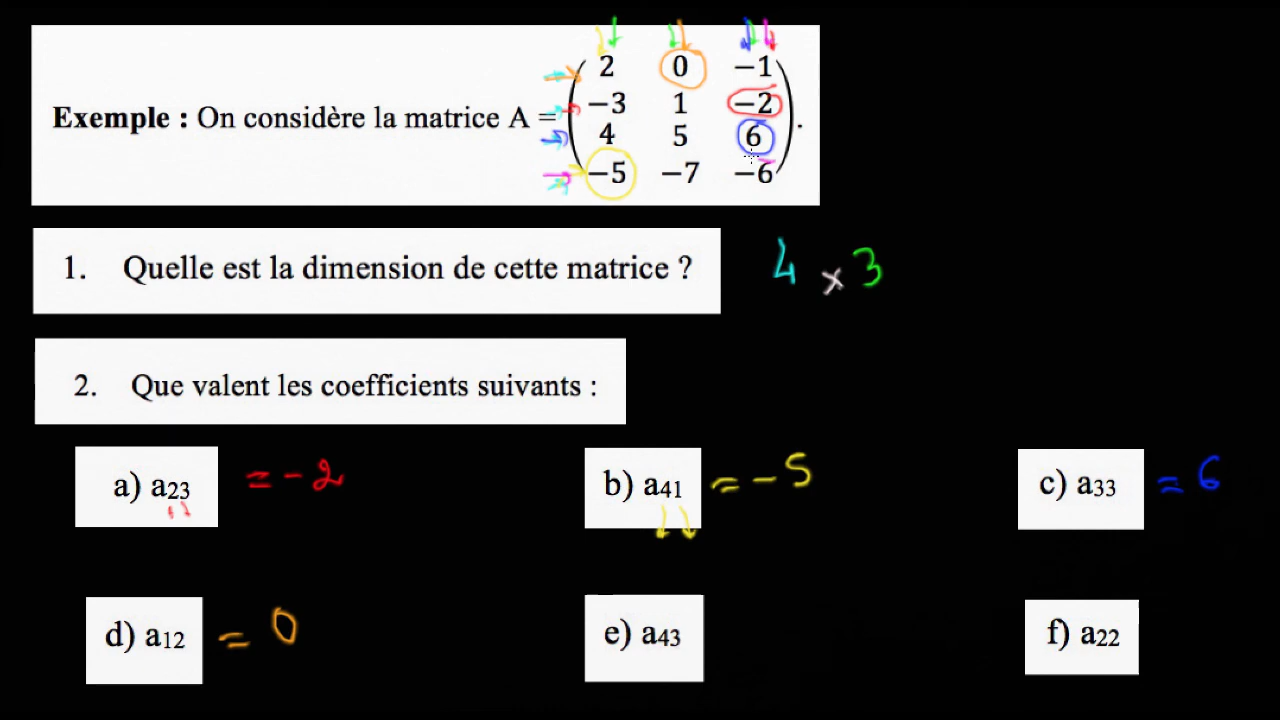 Exemple : On considère la matrice A = ( 2 0 −1
−3 1 −2
4 5 6
−5 −7 −6 ).
1. Quelle est la dimension de cette matrice ? 4 x 3
2. Que valent les coefficients suivants :
a) a23 = -2 b) a41 = -5 c) a33 = 6
d) a12 = 0 e) a43 f) a22